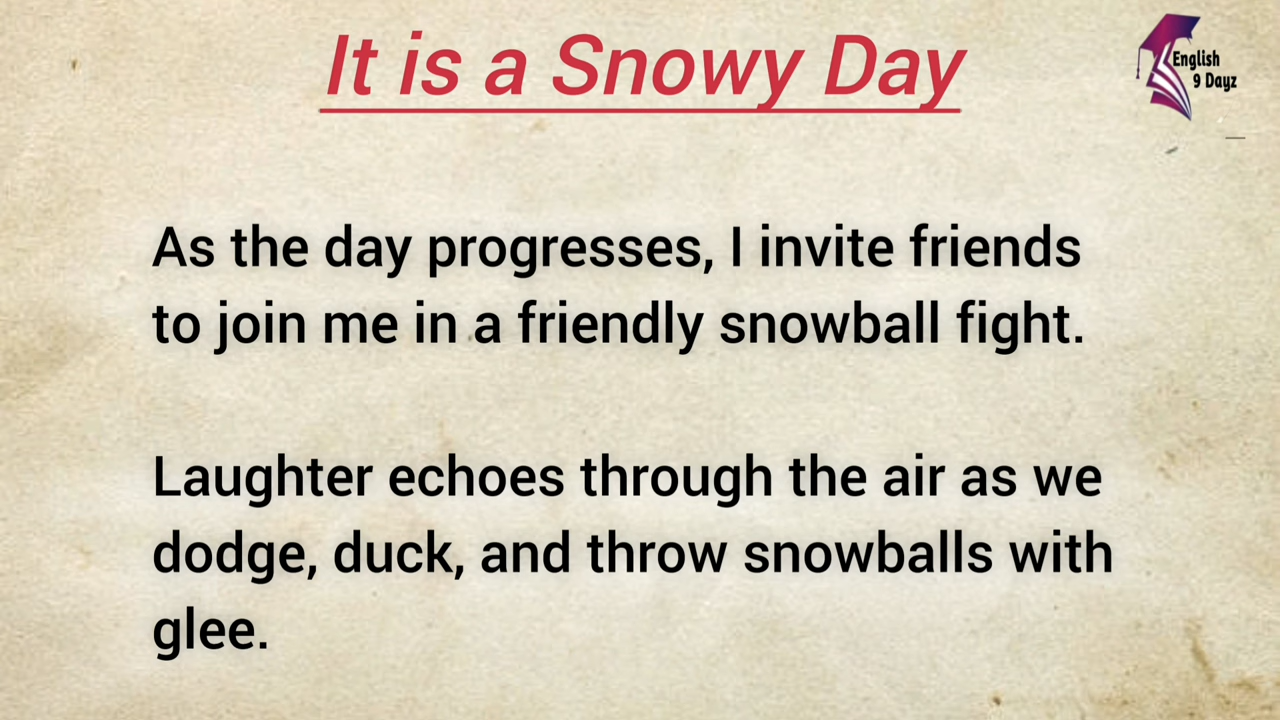 It is a Snowy Day
English
9 Dayz
As the day progresses, I invite friends
to join me in a friendly snowball fight.
Laughter echoes through the air as we
dodge, duck, and throw snowballs with
glee.